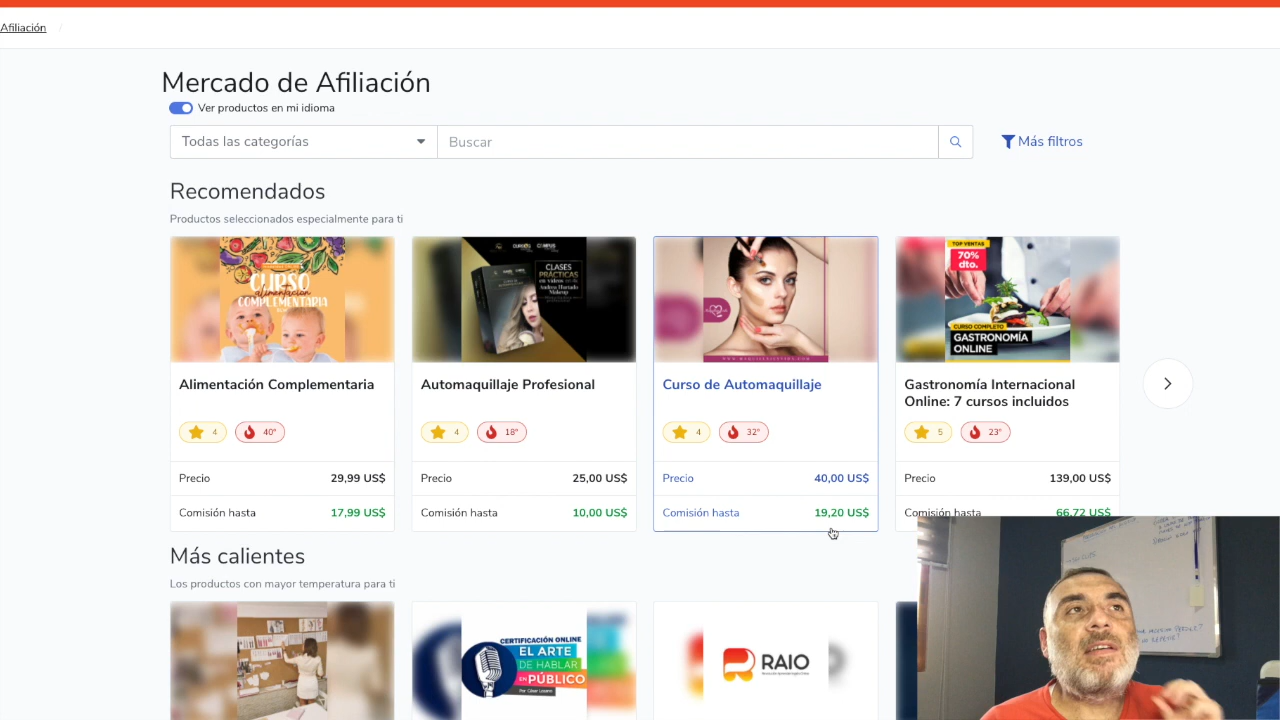 Afiliación /
Mercado de Afiliación
Ver productos en mi idioma
Todas las categorías
Buscar
Más filtros
Recomendados
Productos seleccionados especialmente para ti
CURSO
alimentación
COMPLEMENTARIA
CLASES
PRÁCTICAS
TOP VENTAS
70%
dto.
CURSO COMPLETO
GASTRONOMÍA
ONLINE
Alimentación Complementaria
Automaquillaje Profesional
Curso de Automaquillaje
Gastronomía Internacional
Online: 7 cursos incluidos
4 40°
4 18°
4 32°
5 23°
Precio 29,99 US$
Precio 25,00 US$
Precio 40,00 US$
Precio 139,00 US$
Comisión hasta 17,99 US$
Comisión hasta 10,00 US$
Comisión hasta 19,20 US$
Comisión hasta 66,72 US$
Más calientes
Los productos con mayor temperatura para ti
CERTIFICACIÓN ONLINE
EL ARTE
DE HABLAR
EN PÚBLICO
Por: César Lozano
RAIO